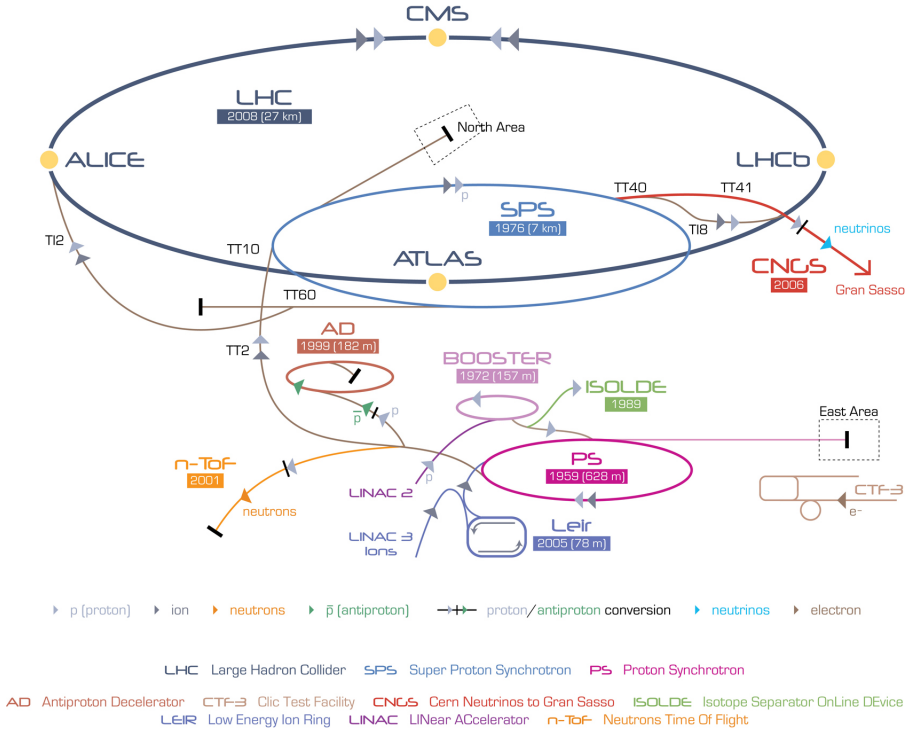 CMS
LHC
2008 (27 km)
North Area
ALICE
LHCb
TT40
TT41
SPS
1976 (7 km)
p
TI8
neutrinos
TI2
TT10
ATLAS
CNGS
2006
Gran Sasso
TT60
AD
1999 (182 m)
TT2
BOOSTER
1972 (157 m)
ISOLDE
1989
p̄
p
East Area
n-ToF
2001
LINAC 2
p
PS
1959 (628 m)
CTF-3
e-
neutrons
LINAC 3
Ions
Leir
2005 (78 m)
p (proton) ion neutrons p̄ (antiproton) proton/antiproton conversion neutrinos electron
LHC Large Hadron Collider SPS Super Proton Synchrotron PS Proton Synchrotron
AD Antiproton Decelerator CTF-3 Clic Test Facility CNGS Cern Neutrinos to Gran Sasso ISOLDE Isotope Separator OnLine DEvice
LEIR Low Energy Ion Ring LINAC LINear ACcelerator n-ToF Neutrons Time Of Flight